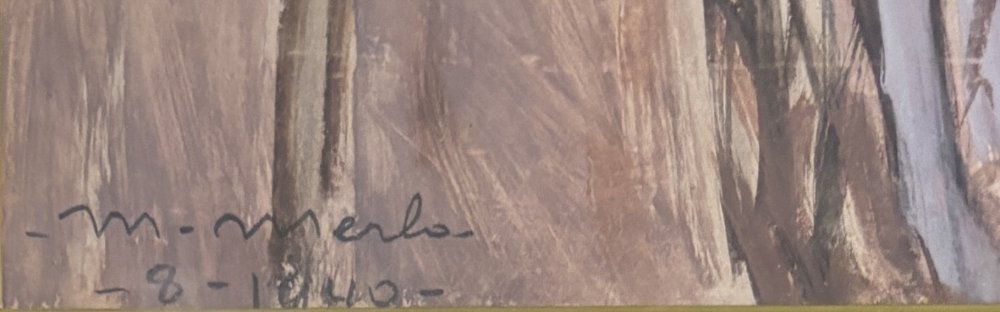 - M. Merlo -
- 8 - 1940 -